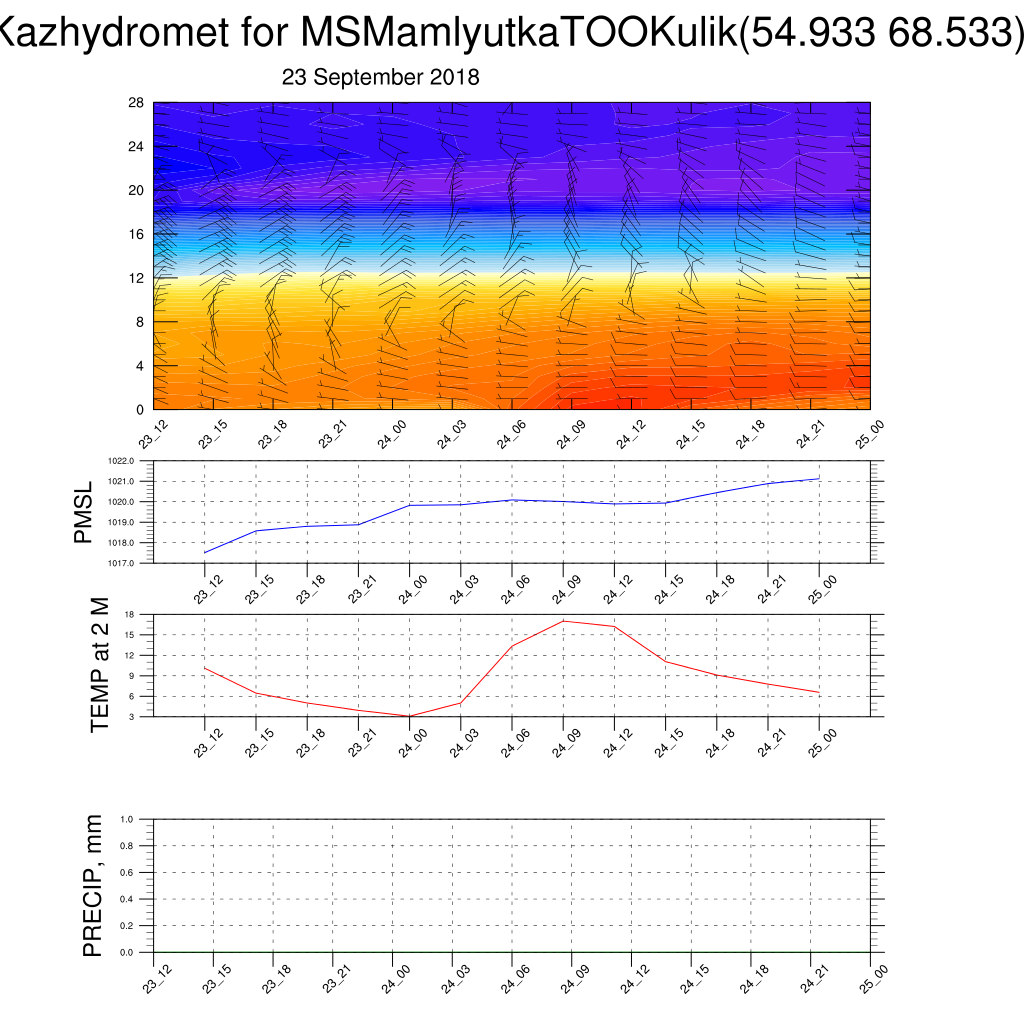 Kazhydromet for MSMamlyutkaTOOKulik(54.933 68.533)
23 September 2018
28
24
20
16
12
8
4
0
23_12 23_15 23_18 23_21 24_00 24_03 24_06 24_09 24_12 24_15 24_18 24_21 25_00
PMSL
1022.0
1021.0
1020.0
1019.0
1018.0
1017.0
23_12 23_15 23_18 23_21 24_00 24_03 24_06 24_09 24_12 24_15 24_18 24_21 25_00
TEMP at 2 M
18
15
12
9
6
3
23_12 23_15 23_18 23_21 24_00 24_03 24_06 24_09 24_12 24_15 24_18 24_21 25_00
PRECIP, mm
1.0
0.8
0.6
0.4
0.2
0.0
23_12 23_15 23_18 23_21 24_00 24_03 24_06 24_09 24_12 24_15 24_18 24_21 25_00